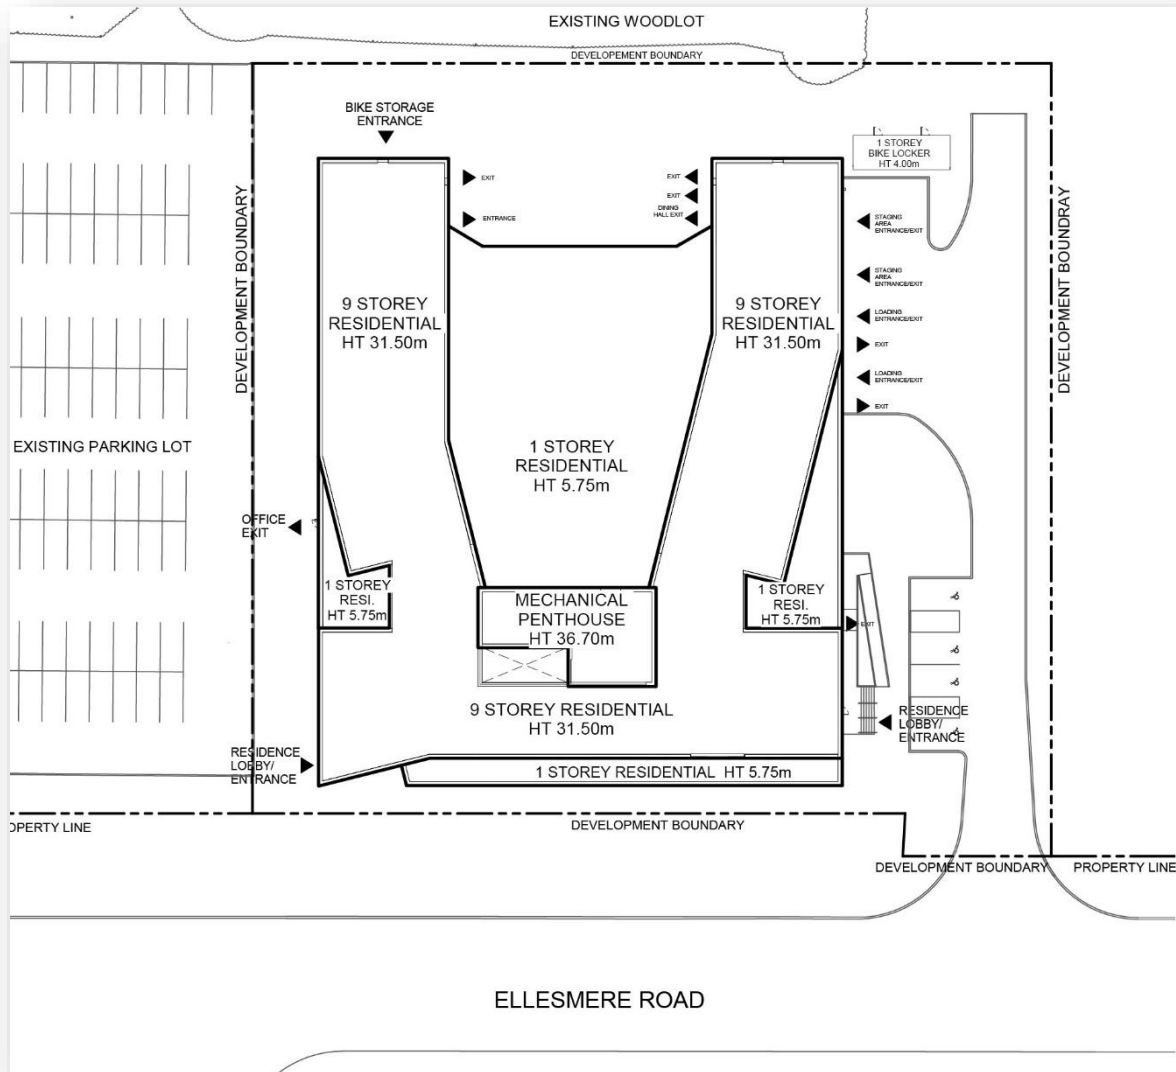 EXISTING WOODLOT
DEVELOPEMENT BOUNDARY
BIKE STORAGE
ENTRANCE
1 STOREY
BIKE LOCKER
HT 4.00m
EXIT
ENTRANCE
EXIT
EXIT
DINING
HALL EXIT
STAGING
AREA
ENTRANCE/EXIT
STAGING
AREA
ENTRANCE/EXIT
LOADING
ENTRANCE/EXIT
EXIT
LOADING
ENTRANCE/EXIT
EXIT
DEVELOPMENT BOUNDARY
DEVELOPMENT BOUNDRAY
9 STOREY
RESIDENTIAL
HT 31.50m
9 STOREY
RESIDENTIAL
HT 31.50m
EXISTING PARKING LOT
1 STOREY
RESIDENTIAL
HT 5.75m
OFFICE
EXIT
1 STOREY
RESI.
HT 5.75m
MECHANICAL
PENTHOUSE
HT 36.70m
1 STOREY
RESI.
HT 5.75m
EXIT
9 STOREY RESIDENTIAL
HT 31.50m
RESIDENCE
LOBBY/
ENTRANCE
RESIDENCE
LOBBY/
ENTRANCE
1 STOREY RESIDENTIAL HT 5.75m
OPERTY LINE
DEVELOPMENT BOUNDARY
DEVELOPMENT BOUNDARY
PROPERTY LINE
ELLESMERE ROAD